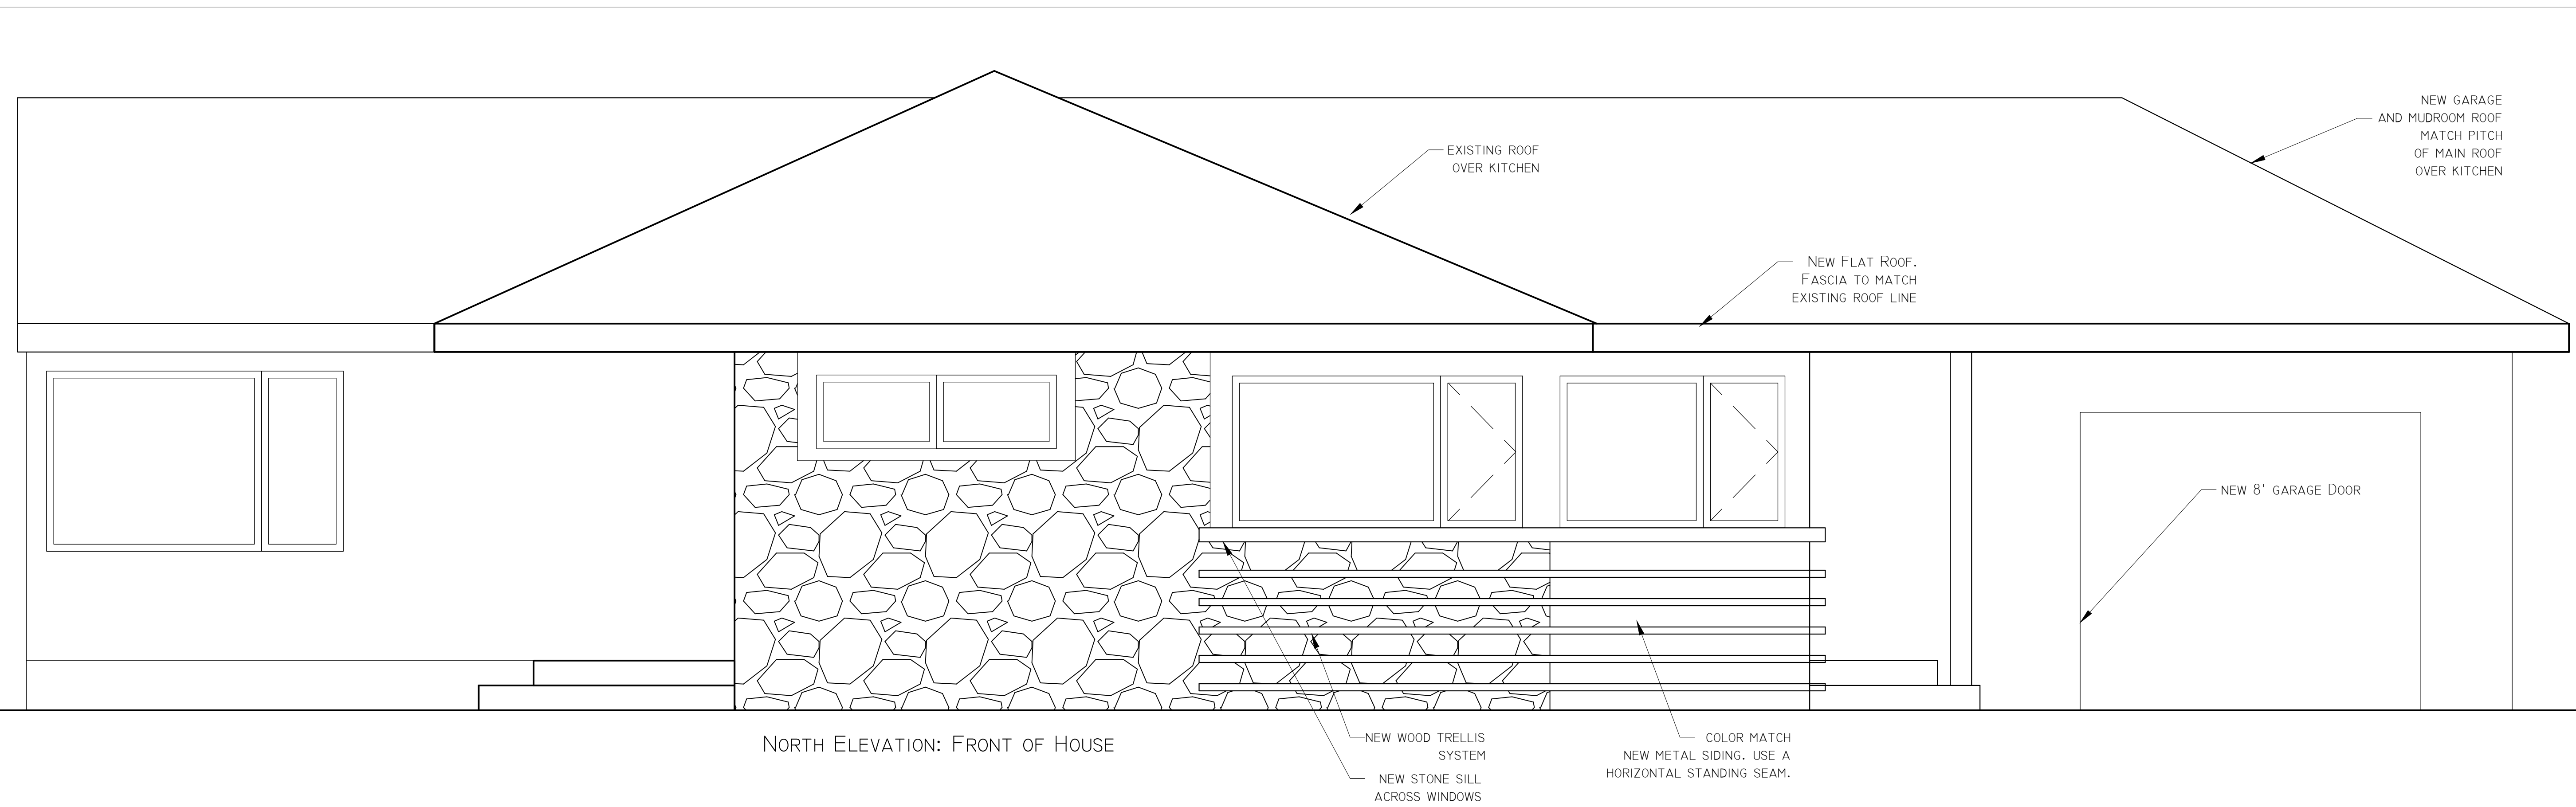 NEW GARAGE
AND MUDROOM ROOF
MATCH PITCH
OF MAIN ROOF
OVER KITCHEN
EXISTING ROOF
OVER KITCHEN
NEW FLAT ROOF.
FASCIA TO MATCH
EXISTING ROOF LINE
NEW 8' GARAGE DOOR
NORTH ELEVATION: FRONT OF HOUSE
NEW WOOD TRELLIS
SYSTEM
NEW STONE SILL
ACROSS WINDOWS
COLOR MATCH
NEW METAL SIDING. USE A
HORIZONTAL STANDING SEAM.